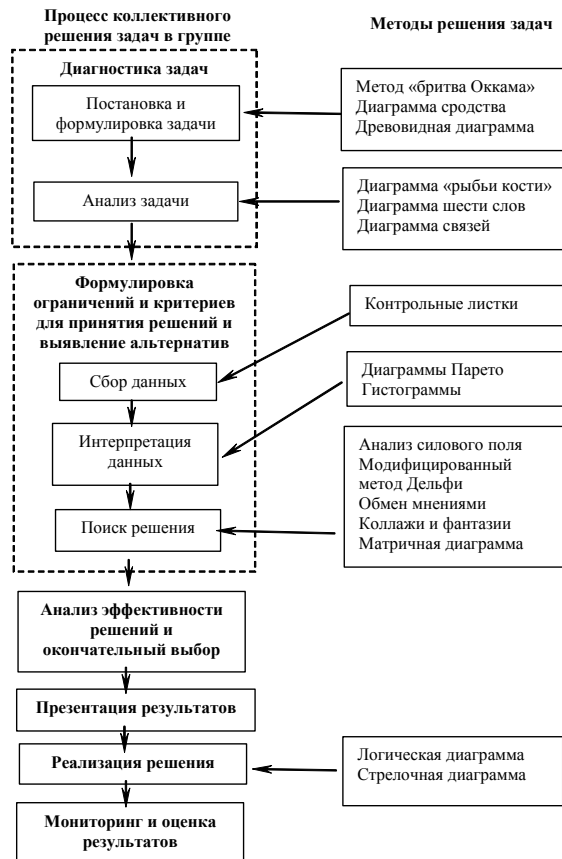 Процесс коллективного
решения задач в группе
Методы решения задач
Диагностика задач
Постановка и
формулировка задачи
Метод «бритва Оккама»
Диаграмма сродства
Древовидная диаграмма
Анализ задачи
Диаграмма «рыбьи кости»
Диаграмма шести слов
Диаграмма связей
Формулировка
ограничений и критериев
для принятия решений и
выявление альтернатив
Контрольные листки
Сбор данных
Диаграммы Парето
Гистограммы
Интерпретация
данных
Анализ силового поля
Модифицированный
метод Дельфи
Обмен мнениями
Коллажи и фантазии
Матричная диаграмма
Поиск решения
Анализ эффективности
решений и
окончательный выбор
Презентация результатов
Реализация решения
Логическая диаграмма
Стрелочная диаграмма
Мониторинг и оценка
результатов